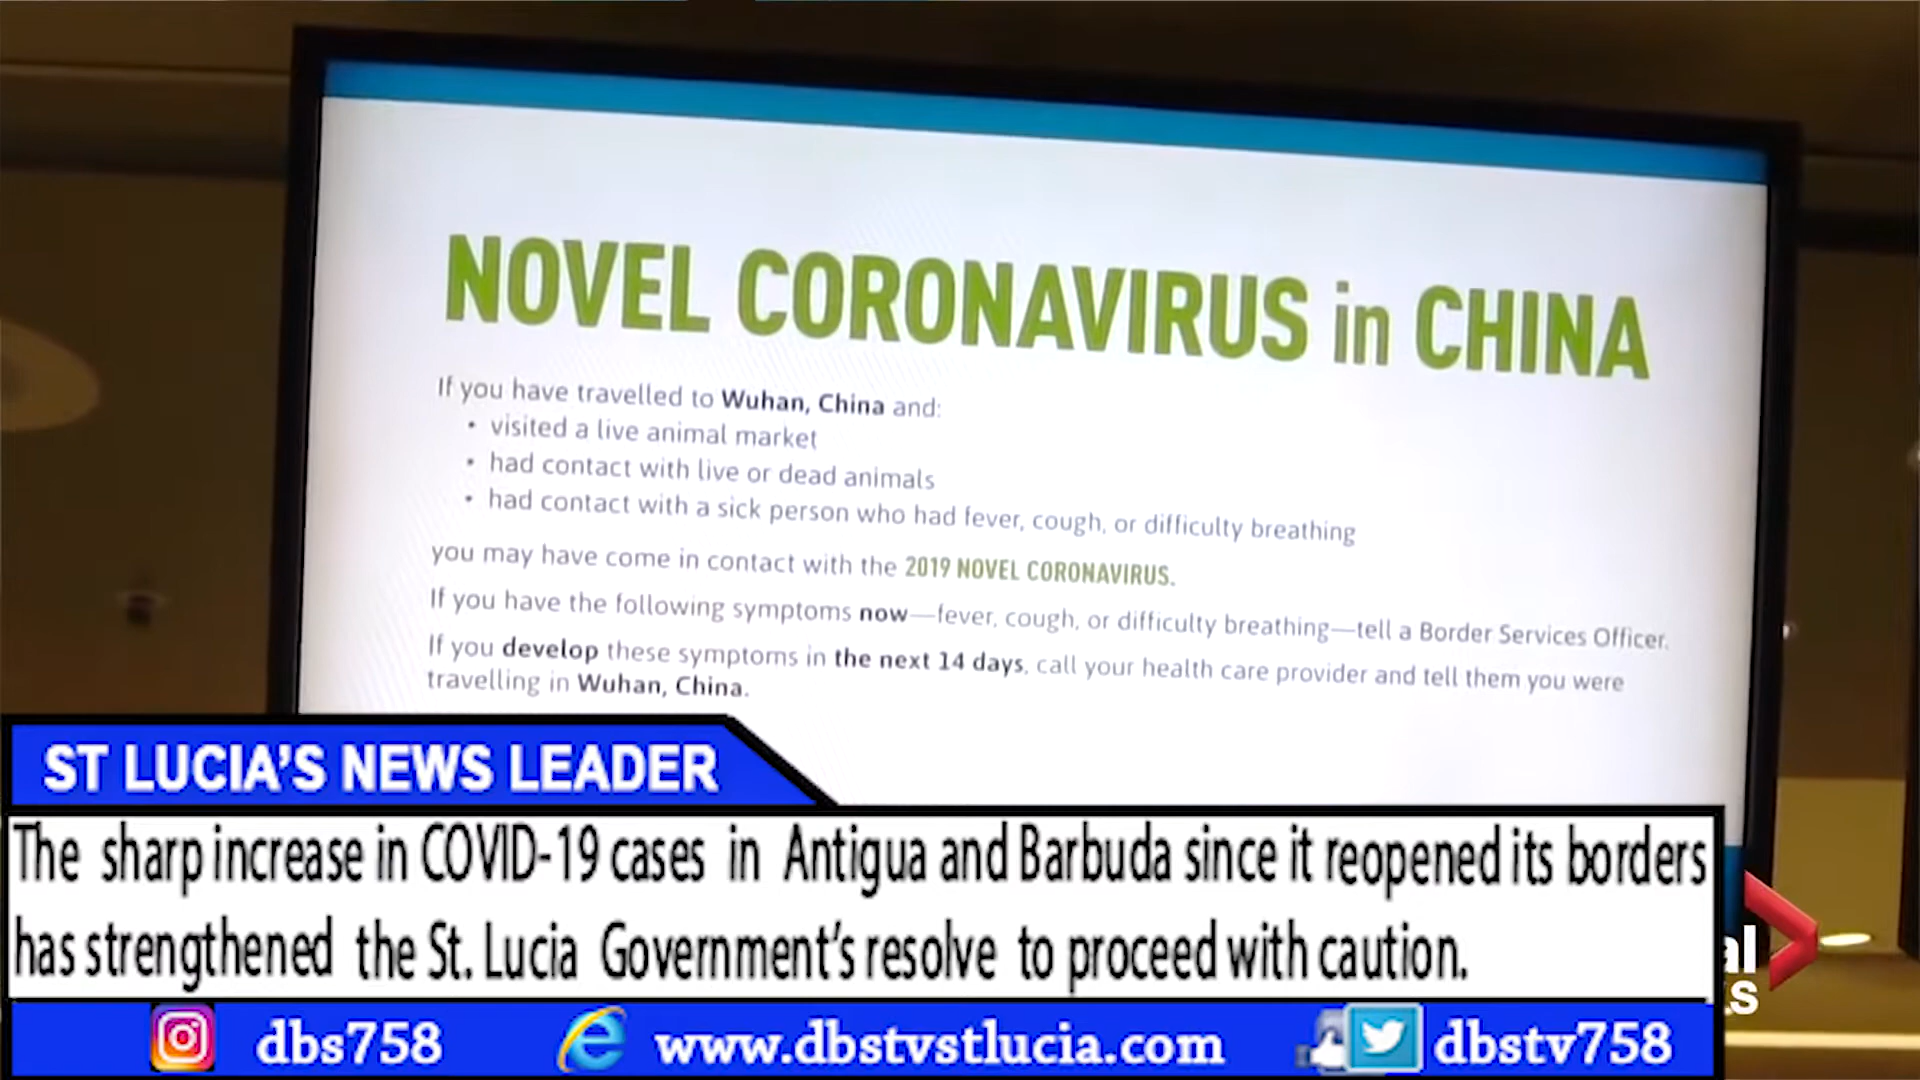 NOVEL CORONAVIRUS in CHINA
If you have travelled to Wuhan, China and:
• visited a live animal market
• had contact with live or dead animals
• had contact with a sick person who had fever, cough, or difficulty breathing
you may have come in contact with the 2019 NOVEL CORONAVIRUS.
If you have the following symptoms now—fever, cough, or difficulty breathing—tell a Border Services Officer.
If you develop these symptoms in the next 14 days, call your health care provider and tell them you were
travelling in Wuhan, China.
ST LUCIA'S NEWS LEADER
The sharp increase in COVID-19 cases in Antigua and Barbuda since it reopened its borders
has strengthened the St. Lucia Government's resolve to proceed with caution.
dbs758 www.dbstvstlucia.com dbstv758